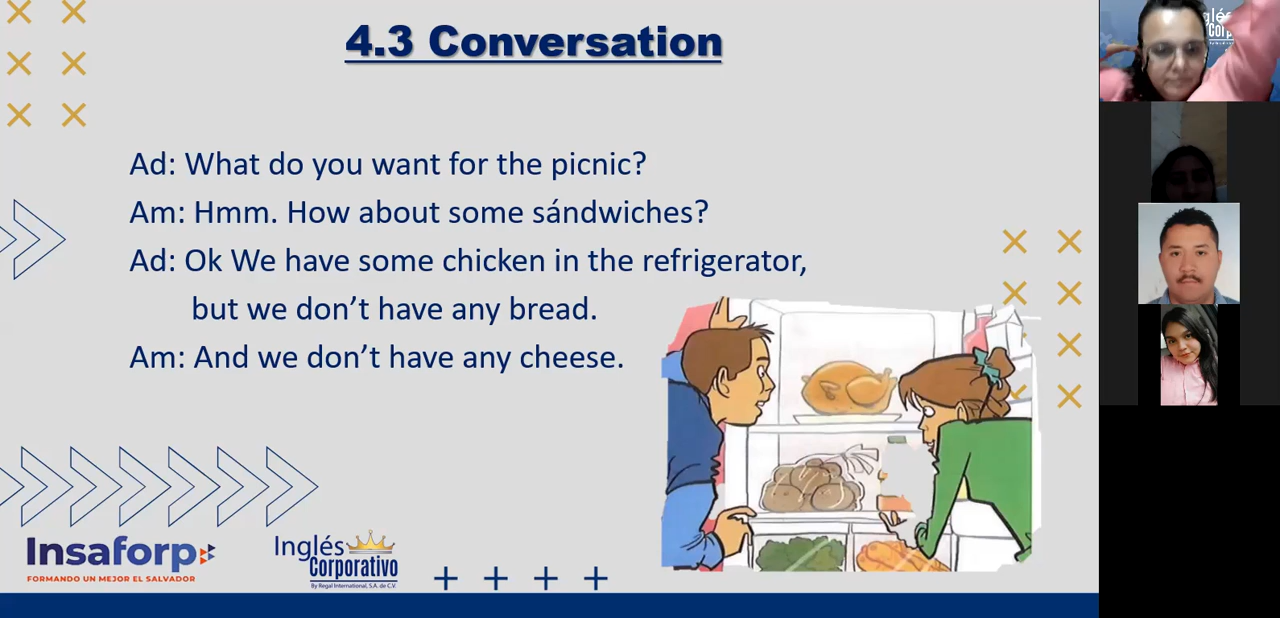 4.3 Conversation
Ad: What do you want for the picnic?
Am: Hmm. How about some sándwiches?
Ad: Ok We have some chicken in the refrigerator,
but we don't have any bread.
Am: And we don't have any cheese.
Insaforp
FORMANDO UN MEJOR EL SALVADOR
Inglés
Corporativo
By Regal International, S.A. de C.V.